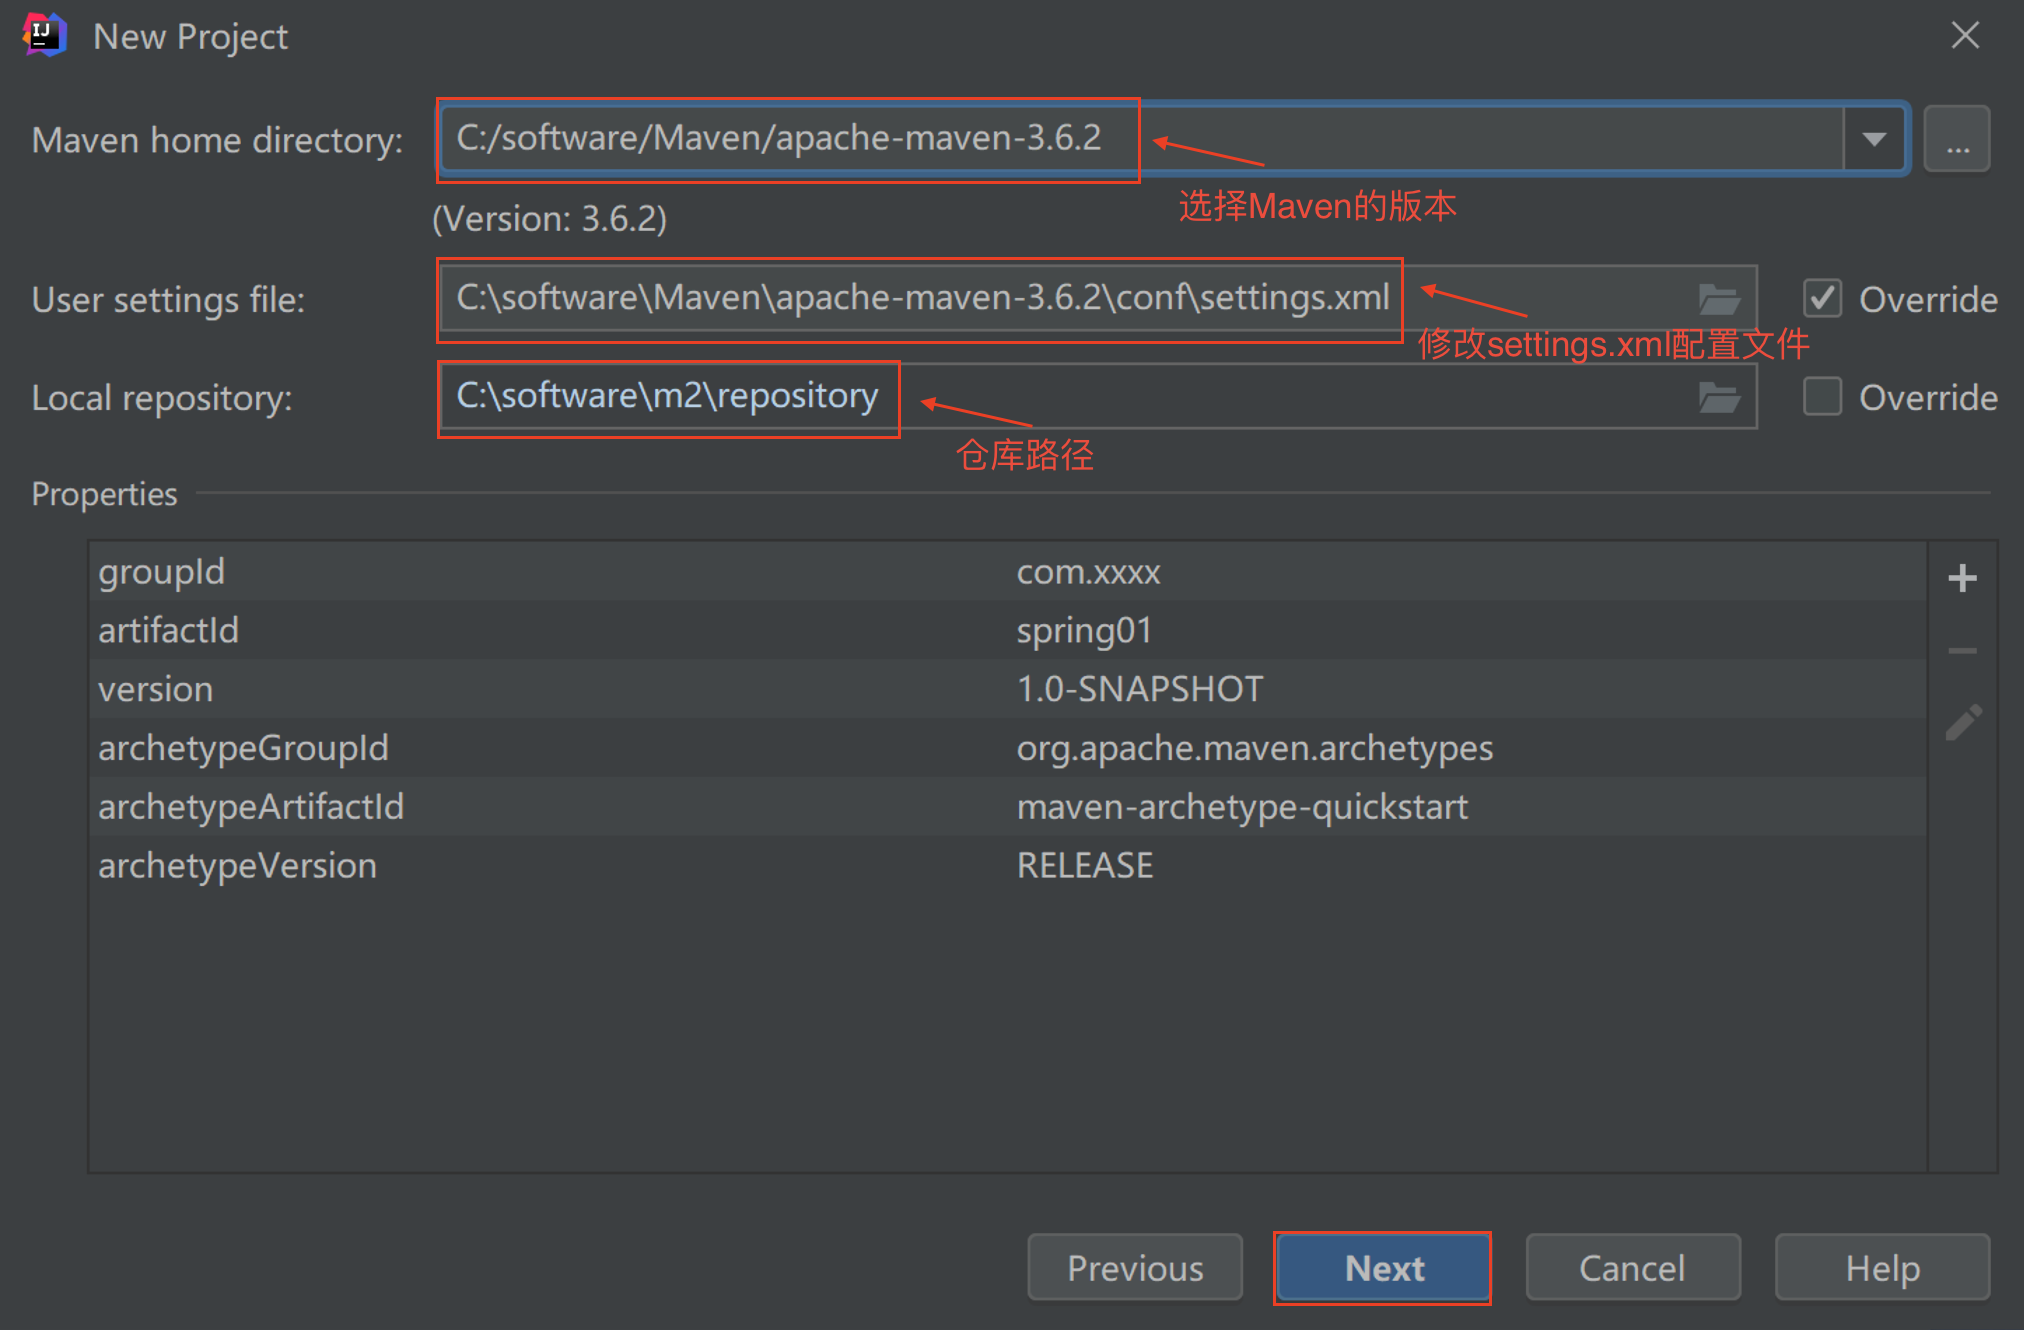 IJ
New Project
Maven home directory: C:/software/Maven/apache-maven-3.6.2 ...
选择Maven的版本
(Version: 3.6.2)
User settings file: C:\software\Maven\apache-maven-3.6.2\conf\settings.xml Override
修改settings.xml配置文件
Local repository: C:\software\m2\repository Override
仓库路径
Properties
groupId com.xxxx
artifactId spring01
version 1.0-SNAPSHOT
archetypeGroupId org.apache.maven.archetypes
archetypeArtifactId maven-archetype-quickstart
archetypeVersion RELEASE
Previous Next Cancel Help